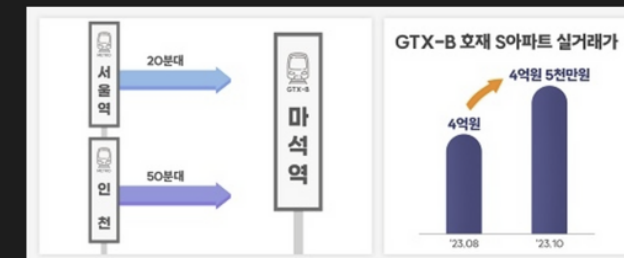 METRO
서울역
20분대
METRO
인천
50분대
GTX-B
마석역
GTX-B 호재 S아파트 실거래가
4억원
4억원 5천만원
'23.08
'23.10